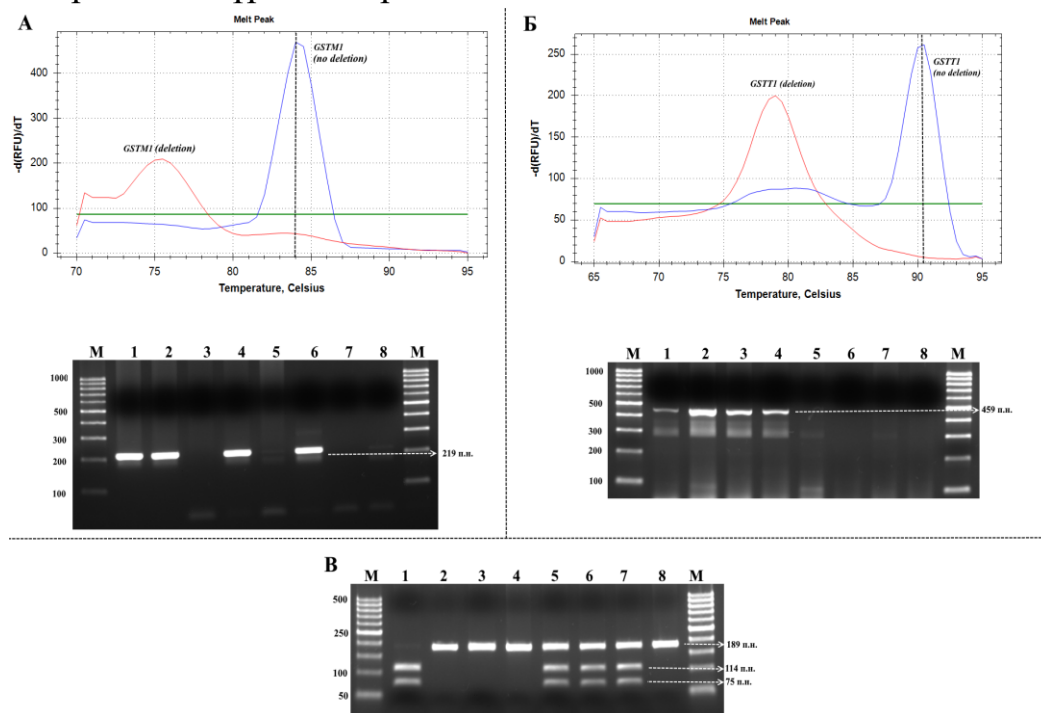 А
Melt Peak
GSTM1
(no deletion)
GSTM1 (deletion)
-d(RFU)/dT
400
300
200
100
0
70 75 80 85 90 95
Temperature, Celsius
M 1 2 3 4 5 6 7 8 M
1000
500
300
200
100
219 п.н.
Б
Melt Peak
GSTT1 (deletion)
GSTT1
(no deletion)
-d(RFU)/dT
250
200
150
100
50
0
65 70 75 80 85 90 95
Temperature, Celsius
M 1 2 3 4 5 6 7 8 M
1000
500
300
200
100
459 п.н.
В
M 1 2 3 4 5 6 7 8 M
500
250
100
50
189 п.н.
114 п.н.
75 п.н.